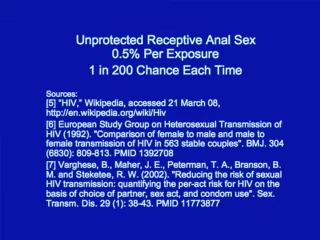 Unprotected Receptive Anal Sex
0.5% Per Exposure
1 in 200 Chance Each Time
Sources:
[5] "HIV," Wikipedia, accessed 21 March 08,
http://en.wikipedia.org/wiki/Hiv
[6] European Study Group on Heterosexual Transmission of
HIV (1992). "Comparison of female to male and male to
female transmission of HIV in 563 stable couples". BMJ. 304
(6830): 809-813. PMID 1392708
[7] Varghese, B., Maher, J. E., Peterman, T. A., Branson, B.
M. and Steketee, R. W. (2002). "Reducing the risk of sexual
HIV transmission: quantifying the per-act risk for HIV on the
basis of choice of partner, sex act, and condom use". Sex.
Transm. Dis. 29 (1): 38-43. PMID 11773877